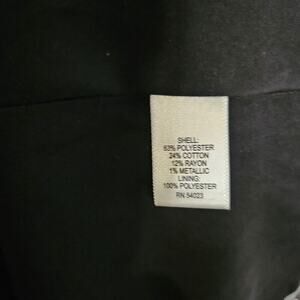 SHELL:
63% POLYESTER
24% COTTON
12% RAYON
1% METALLIC
LINING:
100% POLYESTER
RN 54023